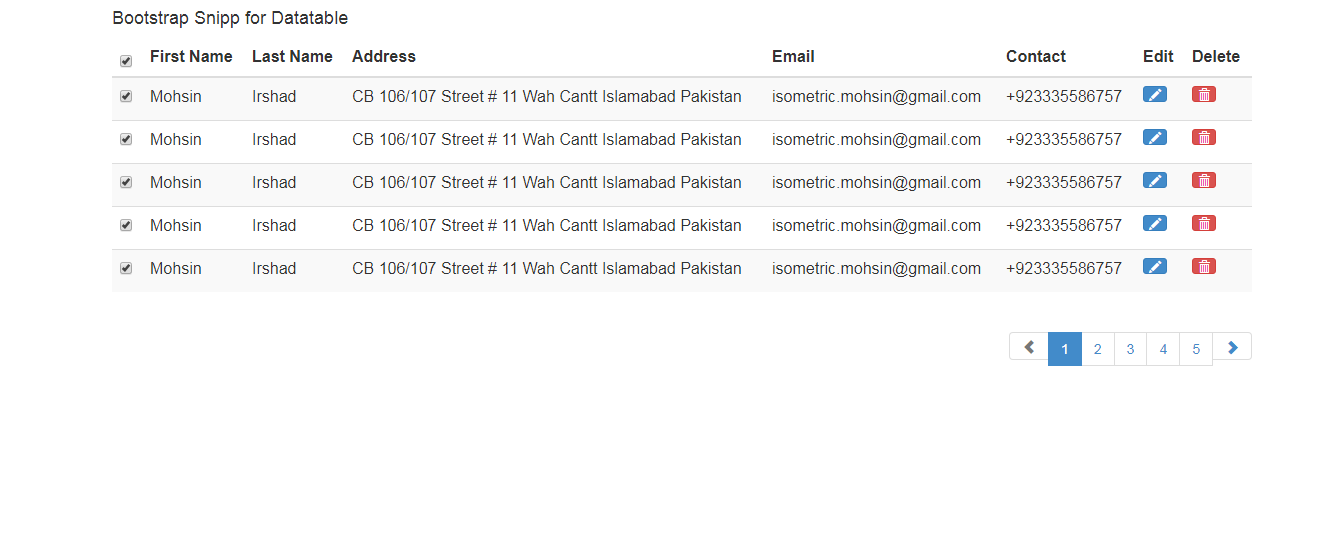 Bootstrap Snipp for Datatable
First Name Last Name Address Email Contact Edit Delete
Mohsin Irshad CB 106/107 Street # 11 Wah Cantt Islamabad Pakistan isometric.mohsin@gmail.com +923335586757
Mohsin Irshad CB 106/107 Street # 11 Wah Cantt Islamabad Pakistan isometric.mohsin@gmail.com +923335586757
Mohsin Irshad CB 106/107 Street # 11 Wah Cantt Islamabad Pakistan isometric.mohsin@gmail.com +923335586757
Mohsin Irshad CB 106/107 Street # 11 Wah Cantt Islamabad Pakistan isometric.mohsin@gmail.com +923335586757
Mohsin Irshad CB 106/107 Street # 11 Wah Cantt Islamabad Pakistan isometric.mohsin@gmail.com +923335586757
1 2 3 4 5